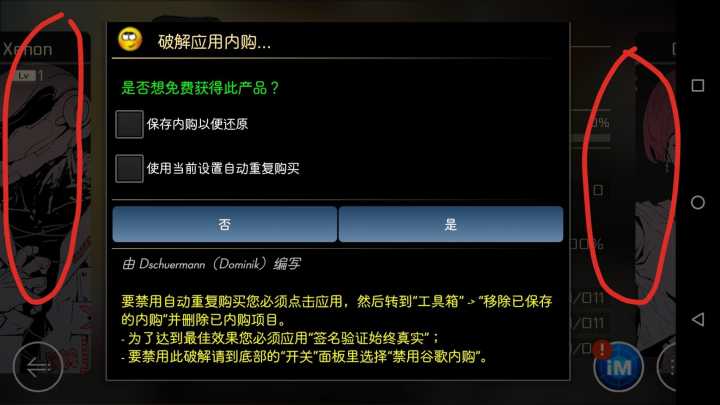 Xenon
Lv 1
破解应用内购...
是否想免费获得此产品？
保存内购以便还原
使用当前设置自动重复购买
否
是
由 Dschuermann（Dominik）编写
要禁用自动重复购买您必须点击应用，然后转到"工具箱" -> "移除已保存
的内购"并删除已内购项目。
- 为了达到最佳效果您必须应用"签名验证始终真实"；
- 要禁用此破解请到底部的"开关"面板里选择"禁用谷歌内购"。
0%
00%
/011
/011
/0
!
iM